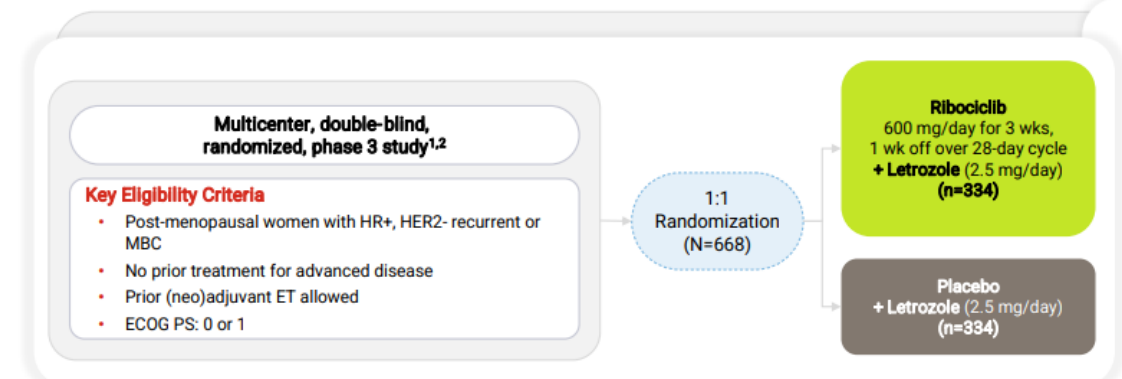 Multicenter, double-blind,
randomized, phase 3 study1,2
Key Eligibility Criteria
• Post-menopausal women with HR+, HER2- recurrent or
MBC
• No prior treatment for advanced disease
• Prior (neo)adjuvant ET allowed
• ECOG PS: 0 or 1
1:1
Randomization
(N=668)
Ribociclib
600 mg/day for 3 wks,
1 wk off over 28-day cycle
+ Letrozole (2.5 mg/day)
(n=334)
Placebo
+ Letrozole (2.5 mg/day)
(n=334)